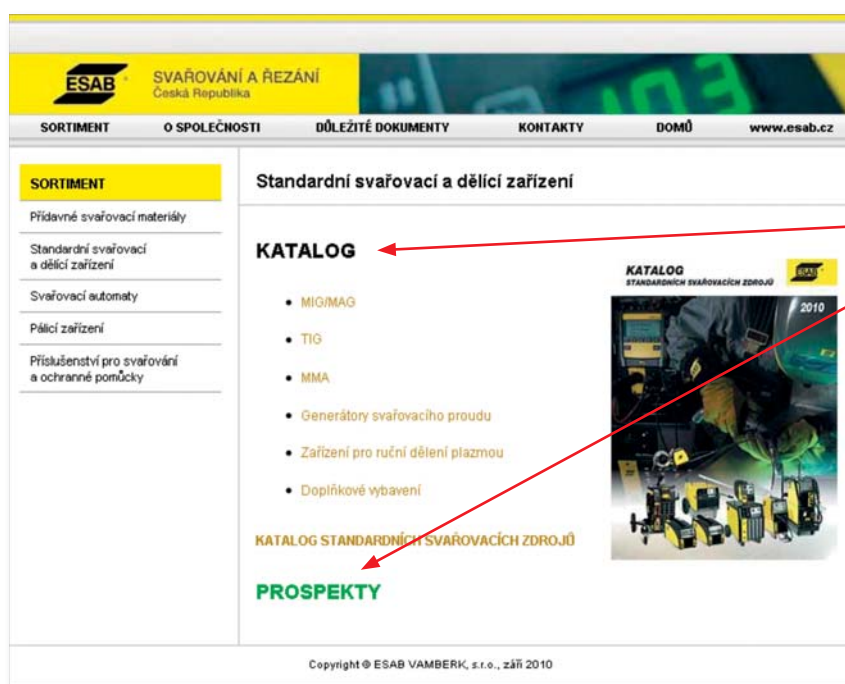 ESAB
SVAŘOVÁNÍ A ŘEZÁNÍ
Česká Republika
103
SORTIMENT O SPOLEČNOSTI DŮLEŽITÉ DOKUMENTY KONTAKTY DOMŮ www.esab.cz
SORTIMENT
Přídavné svařovací materiály
Standardní svařovací
a dělící zařízení
Svařovací automaty
Pálicí zařízení
Příslušenství pro svařování
a ochranné pomůcky
Standardní svařovací a dělící zařízení
KATALOG
• MIG/MAG
• TIG
• MMA
• Generátory svařovacího proudu
• Zařízení pro ruční dělení plazmou
• Doplňkové vybavení
KATALOG STANDARDNÍCH SVAŘOVACÍCH ZDROJŮ
PROSPEKTY
KATALOG
STANDARDNÍCH SVAŘOVACÍCH ZDROJŮ
ESAB
2010
Copyright © ESAB VAMBERK, s.r.o., září 2010